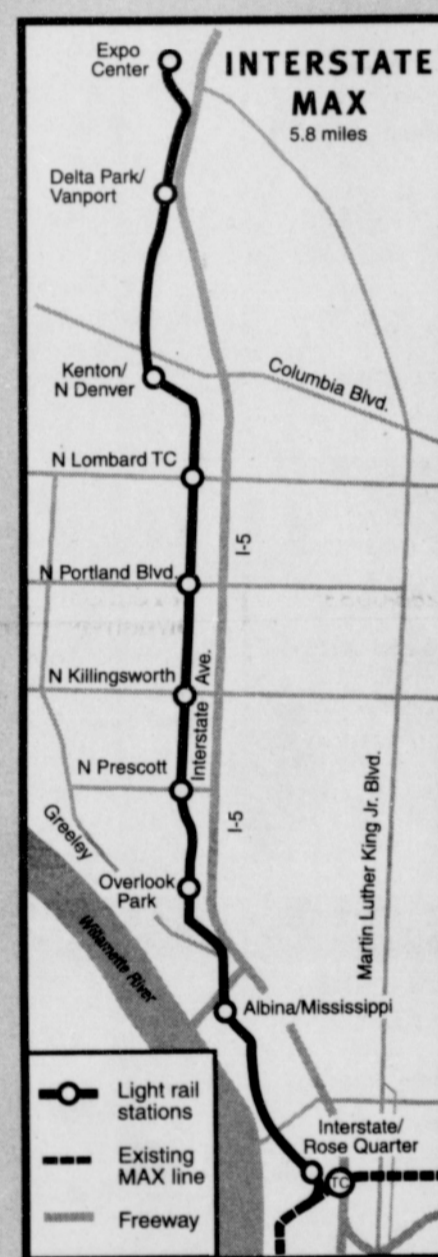 INTERSTATE
MAX
5.8 miles
Expo
Center
Delta Park/
Vanport
Kenton/
N Denver
Columbia Blvd.
N Lombard TC
I-5
N Portland Blvd.
N Killingsworth
Interstate Ave.
N Prescott
I-5
Greeley
Martin Luther King Jr. Blvd.
Overlook
Park
Willamette River
Albina/Mississippi
Interstate/
Rose Quarter
TC
Light rail
stations
Existing
MAX line
Freeway